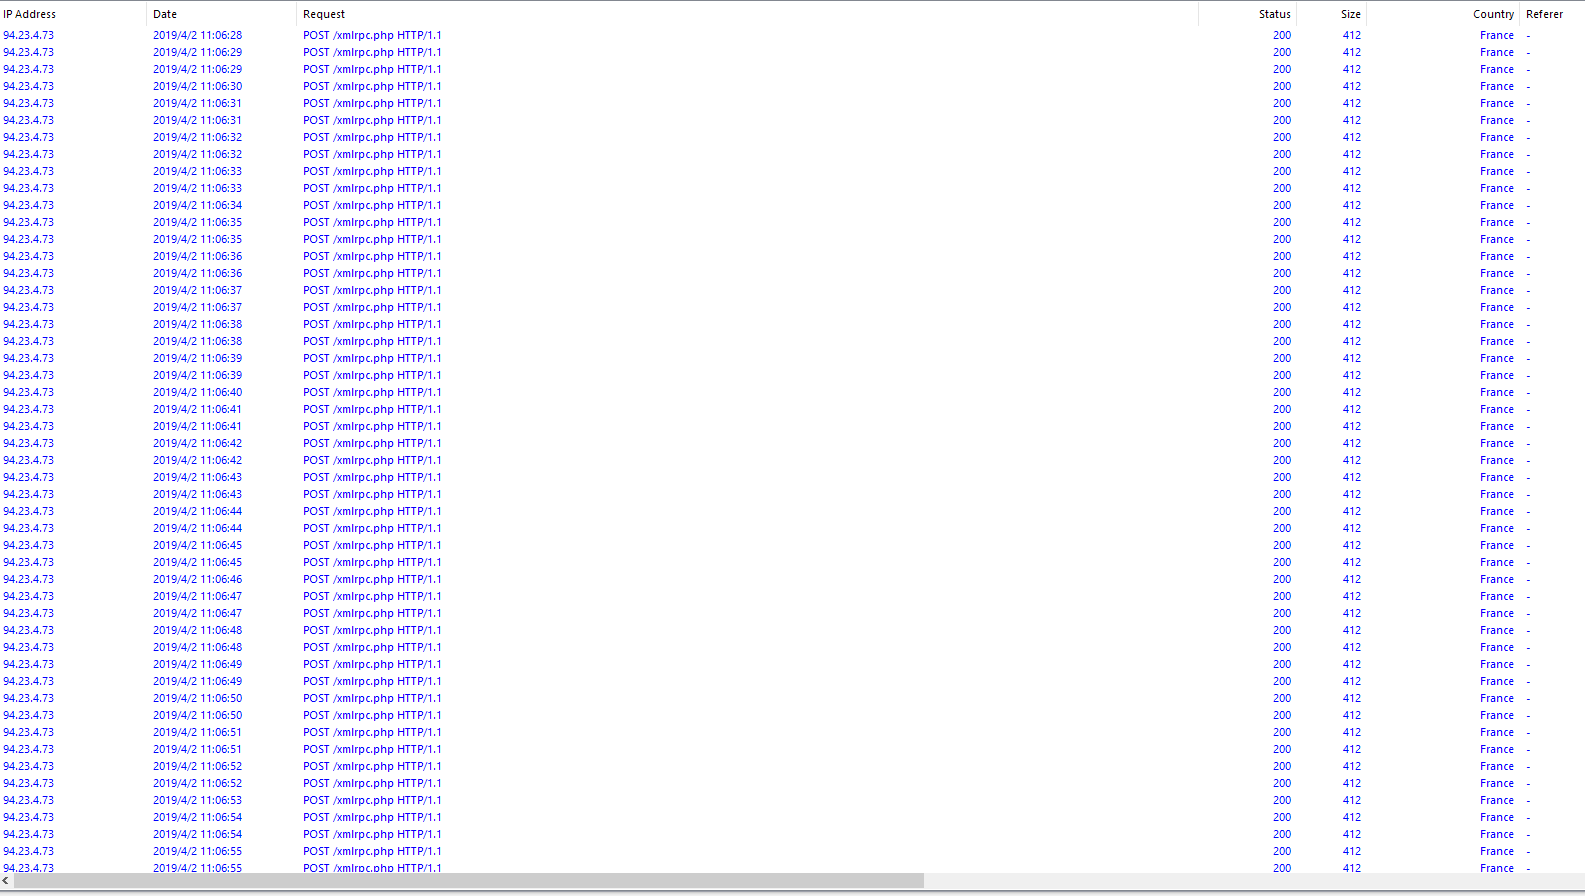 IP Address Date Request Status Size Country Referer
94.23.4.73 2019/4/2 11:06:28 POST /xmlrpc.php HTTP/1.1 200 412 France -
94.23.4.73 2019/4/2 11:06:29 POST /xmlrpc.php HTTP/1.1 200 412 France -
94.23.4.73 2019/4/2 11:06:29 POST /xmlrpc.php HTTP/1.1 200 412 France -
94.23.4.73 2019/4/2 11:06:30 POST /xmlrpc.php HTTP/1.1 200 412 France -
94.23.4.73 2019/4/2 11:06:31 POST /xmlrpc.php HTTP/1.1 200 412 France -
94.23.4.73 2019/4/2 11:06:31 POST /xmlrpc.php HTTP/1.1 200 412 France -
94.23.4.73 2019/4/2 11:06:32 POST /xmlrpc.php HTTP/1.1 200 412 France -
94.23.4.73 2019/4/2 11:06:32 POST /xmlrpc.php HTTP/1.1 200 412 France -
94.23.4.73 2019/4/2 11:06:33 POST /xmlrpc.php HTTP/1.1 200 412 France -
94.23.4.73 2019/4/2 11:06:33 POST /xmlrpc.php HTTP/1.1 200 412 France -
94.23.4.73 2019/4/2 11:06:34 POST /xmlrpc.php HTTP/1.1 200 412 France -
94.23.4.73 2019/4/2 11:06:35 POST /xmlrpc.php HTTP/1.1 200 412 France -
94.23.4.73 2019/4/2 11:06:35 POST /xmlrpc.php HTTP/1.1 200 412 France -
94.23.4.73 2019/4/2 11:06:36 POST /xmlrpc.php HTTP/1.1 200 412 France -
94.23.4.73 2019/4/2 11:06:36 POST /xmlrpc.php HTTP/1.1 200 412 France -
94.23.4.73 2019/4/2 11:06:37 POST /xmlrpc.php HTTP/1.1 200 412 France -
94.23.4.73 2019/4/2 11:06:37 POST /xmlrpc.php HTTP/1.1 200 412 France -
94.23.4.73 2019/4/2 11:06:38 POST /xmlrpc.php HTTP/1.1 200 412 France -
94.23.4.73 2019/4/2 11:06:38 POST /xmlrpc.php HTTP/1.1 200 412 France -
94.23.4.73 2019/4/2 11:06:39 POST /xmlrpc.php HTTP/1.1 200 412 France -
94.23.4.73 2019/4/2 11:06:39 POST /xmlrpc.php HTTP/1.1 200 412 France -
94.23.4.73 2019/4/2 11:06:40 POST /xmlrpc.php HTTP/1.1 200 412 France -
94.23.4.73 2019/4/2 11:06:41 POST /xmlrpc.php HTTP/1.1 200 412 France -
94.23.4.73 2019/4/2 11:06:41 POST /xmlrpc.php HTTP/1.1 200 412 France -
94.23.4.73 2019/4/2 11:06:42 POST /xmlrpc.php HTTP/1.1 200 412 France -
94.23.4.73 2019/4/2 11:06:42 POST /xmlrpc.php HTTP/1.1 200 412 France -
94.23.4.73 2019/4/2 11:06:43 POST /xmlrpc.php HTTP/1.1 200 412 France -
94.23.4.73 2019/4/2 11:06:43 POST /xmlrpc.php HTTP/1.1 200 412 France -
94.23.4.73 2019/4/2 11:06:44 POST /xmlrpc.php HTTP/1.1 200 412 France -
94.23.4.73 2019/4/2 11:06:44 POST /xmlrpc.php HTTP/1.1 200 412 France -
94.23.4.73 2019/4/2 11:06:45 POST /xmlrpc.php HTTP/1.1 200 412 France -
94.23.4.73 2019/4/2 11:06:45 POST /xmlrpc.php HTTP/1.1 200 412 France -
94.23.4.73 2019/4/2 11:06:46 POST /xmlrpc.php HTTP/1.1 200 412 France -
94.23.4.73 2019/4/2 11:06:47 POST /xmlrpc.php HTTP/1.1 200 412 France -
94.23.4.73 2019/4/2 11:06:47 POST /xmlrpc.php HTTP/1.1 200 412 France -
94.23.4.73 2019/4/2 11:06:48 POST /xmlrpc.php HTTP/1.1 200 412 France -
94.23.4.73 2019/4/2 11:06:48 POST /xmlrpc.php HTTP/1.1 200 412 France -
94.23.4.73 2019/4/2 11:06:49 POST /xmlrpc.php HTTP/1.1 200 412 France -
94.23.4.73 2019/4/2 11:06:49 POST /xmlrpc.php HTTP/1.1 200 412 France -
94.23.4.73 2019/4/2 11:06:50 POST /xmlrpc.php HTTP/1.1 200 412 France -
94.23.4.73 2019/4/2 11:06:50 POST /xmlrpc.php HTTP/1.1 200 412 France -
94.23.4.73 2019/4/2 11:06:51 POST /xmlrpc.php HTTP/1.1 200 412 France -
94.23.4.73 2019/4/2 11:06:51 POST /xmlrpc.php HTTP/1.1 200 412 France -
94.23.4.73 2019/4/2 11:06:52 POST /xmlrpc.php HTTP/1.1 200 412 France -
94.23.4.73 2019/4/2 11:06:52 POST /xmlrpc.php HTTP/1.1 200 412 France -
94.23.4.73 2019/4/2 11:06:53 POST /xmlrpc.php HTTP/1.1 200 412 France -
94.23.4.73 2019/4/2 11:06:54 POST /xmlrpc.php HTTP/1.1 200 412 France -
94.23.4.73 2019/4/2 11:06:54 POST /xmlrpc.php HTTP/1.1 200 412 France -
94.23.4.73 2019/4/2 11:06:55 POST /xmlrpc.php HTTP/1.1 200 412 France -
94.23.4.73 2019/4/2 11:06:55 POST /xmlrpc.php HTTP/1.1 200 412 France -